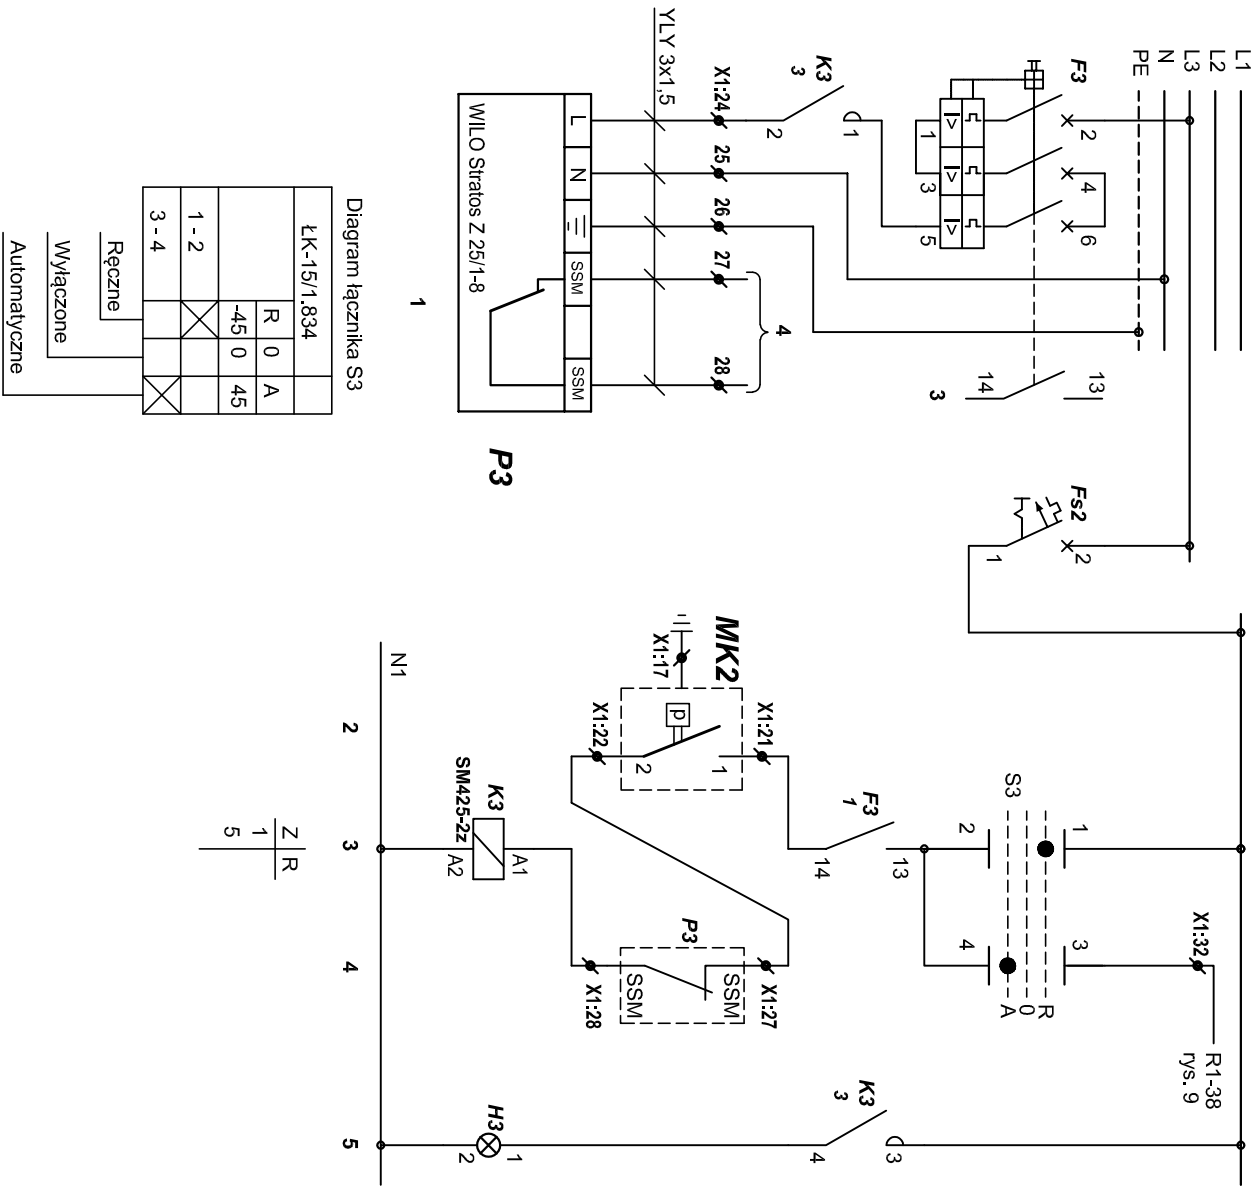 L1
L2
L3
N
PE
F3
2
4
6
I>
I>
I>
1
3
5
13
14
3
K3
3
1
2
X1:24
25
26
27
28
4
YLY 3x1,5
L
N
SSM
SSM
WILO Stratos Z 25/1-8
1
P3
Fs2
2
1
Diagram łącznika S3
ŁK-15/1.834
R 0 A
-45 0 45
1 - 2
3 - 4
Ręczne
Wyłączone
Automatyczne
X1:32
R1-38
rys. 9
S3
1
3
2
4
R
0
A
13
F3
1
14
MK2
X1:17
X1:21
p
1
2
X1:22
P3
X1:27
SSM
SSM
X1:28
K3
SM425-2z
A1
A2
K3
3
3
4
H3
1
2
N1
2
3
4
5
Z R
1
5